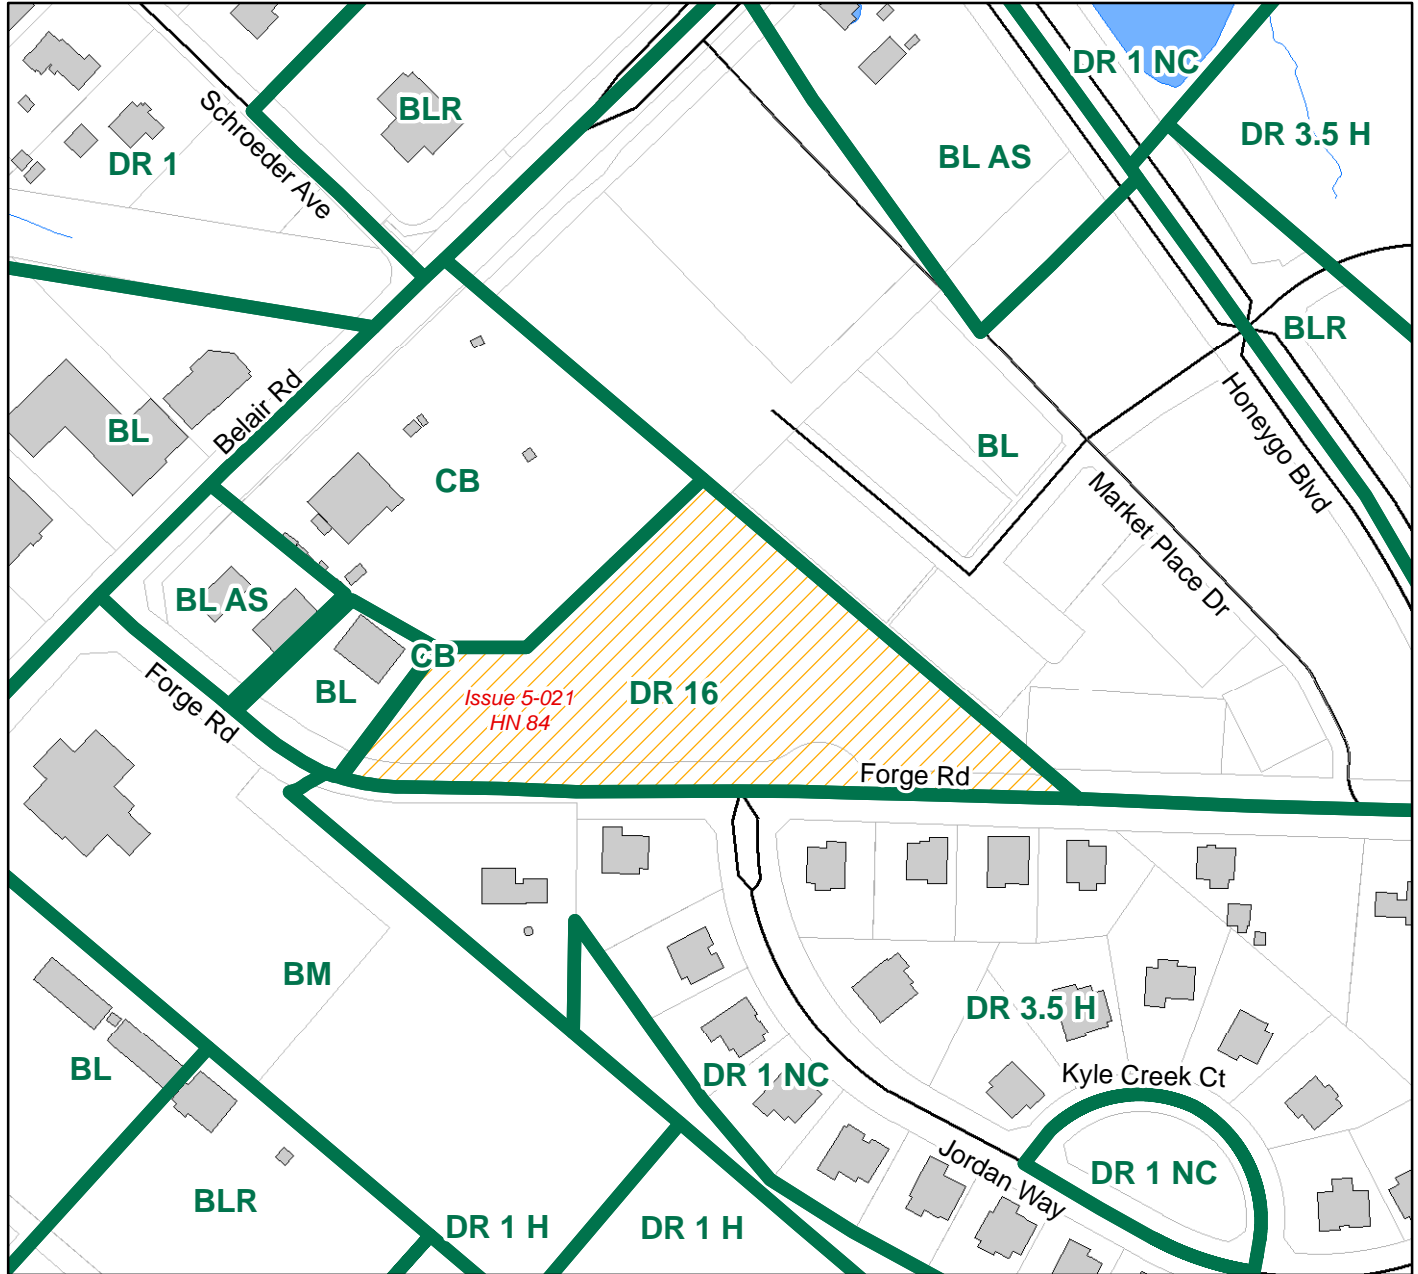 DR 1 NC
BLR
Schroeder Ave
DR 3.5 H
BL AS
DR 1
BLR
Honeygo Blvd
Belair Rd
BL
CB
BL
Market Place Dr
BL AS
CB
BL
DR 16
Issue 5-021
HN 84
Forge Rd
Forge Rd
BM
DR 3.5 H
BL
DR 1 NC
Kyle Creek Ct
Jordan Way
DR 1 NC
BLR
DR 1 H
DR 1 H